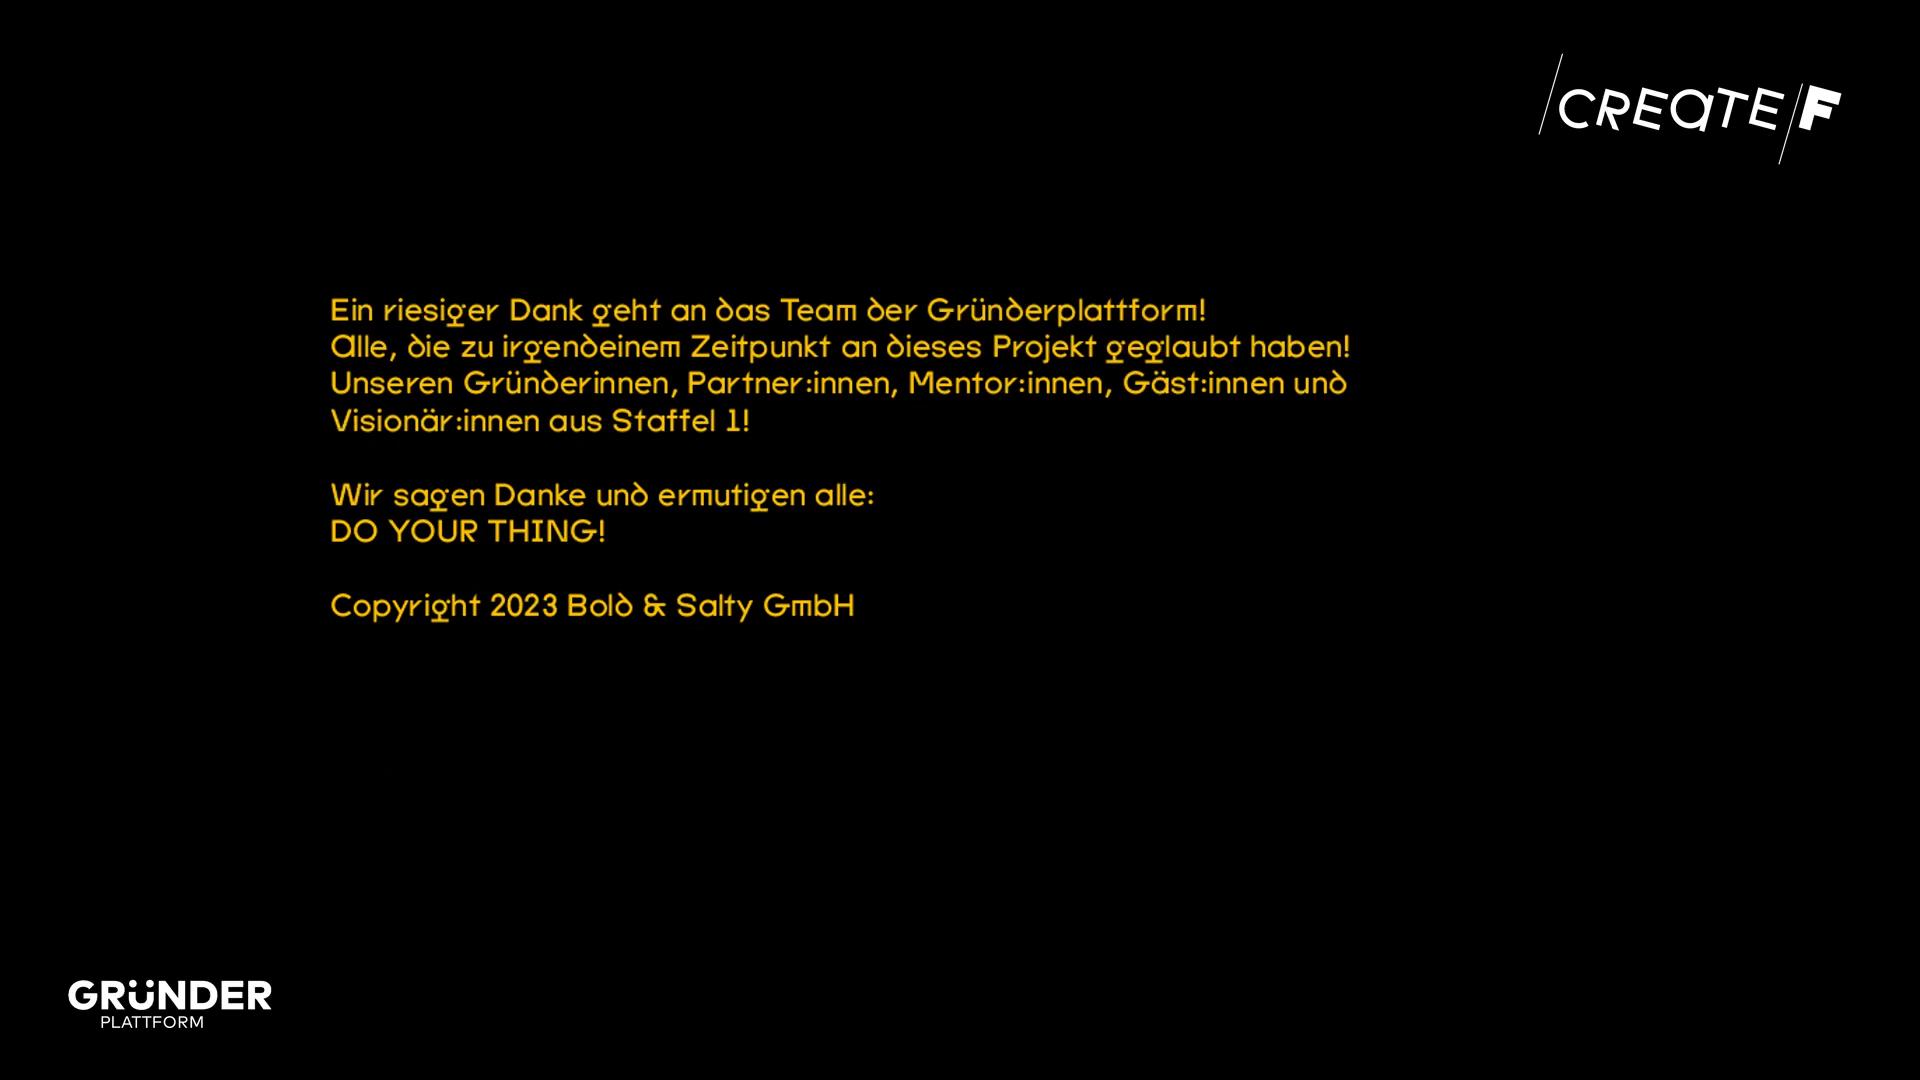 /CREATE/F
Ein riesiger Dank geht an das Team der Gründerplattform!
Alle, die zu irgendeinem Zeitpunkt an dieses Projekt geglaubt haben!
Unseren Gründerinnen, Partner:innen, Mentor:innen, Gäst:innen und
Visionär:innen aus Staffel 1!
Wir sagen Danke und ermutigen alle:
DO YOUR THING!
Copyright 2023 Bold & Salty GmbH
GRÜNDER
PLATTFORM